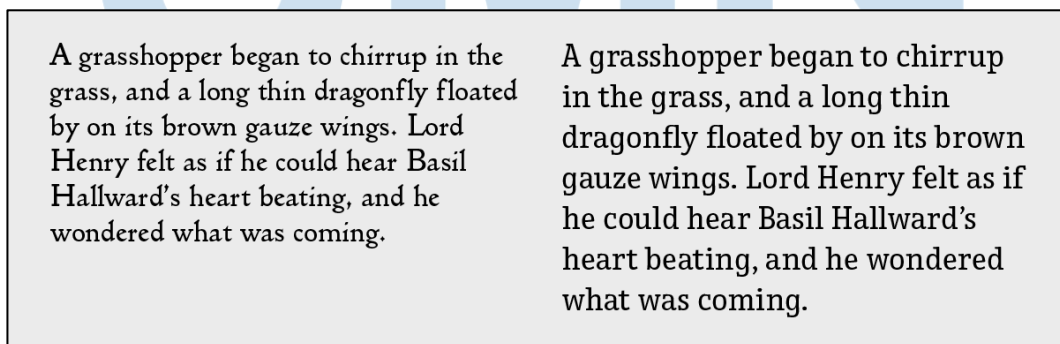 A grasshopper began to chirrup in the
grass, and a long thin dragonfly floated
by on its brown gauze wings. Lord
Henry felt as if he could hear Basil
Hallward’s heart beating, and he
wondered what was coming.
A grasshopper began to chirrup
in the grass, and a long thin
dragonfly floated by on its brown
gauze wings. Lord Henry felt as if
he could hear Basil Hallward’s
heart beating, and he wondered
what was coming.